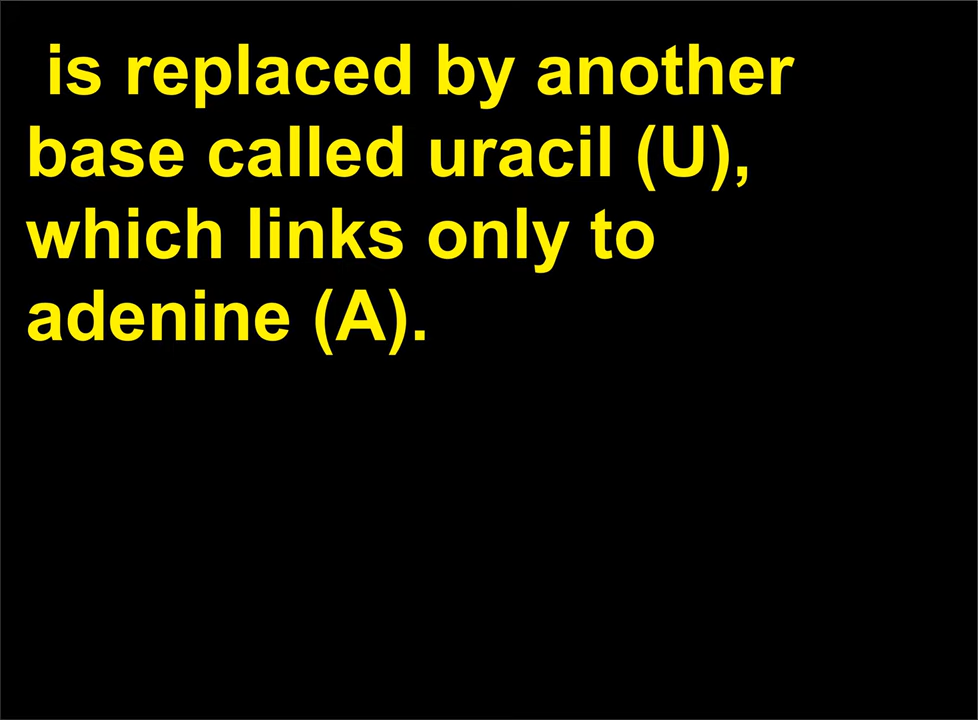 is replaced by another
base called uracil (U),
which links only to
adenine (A).